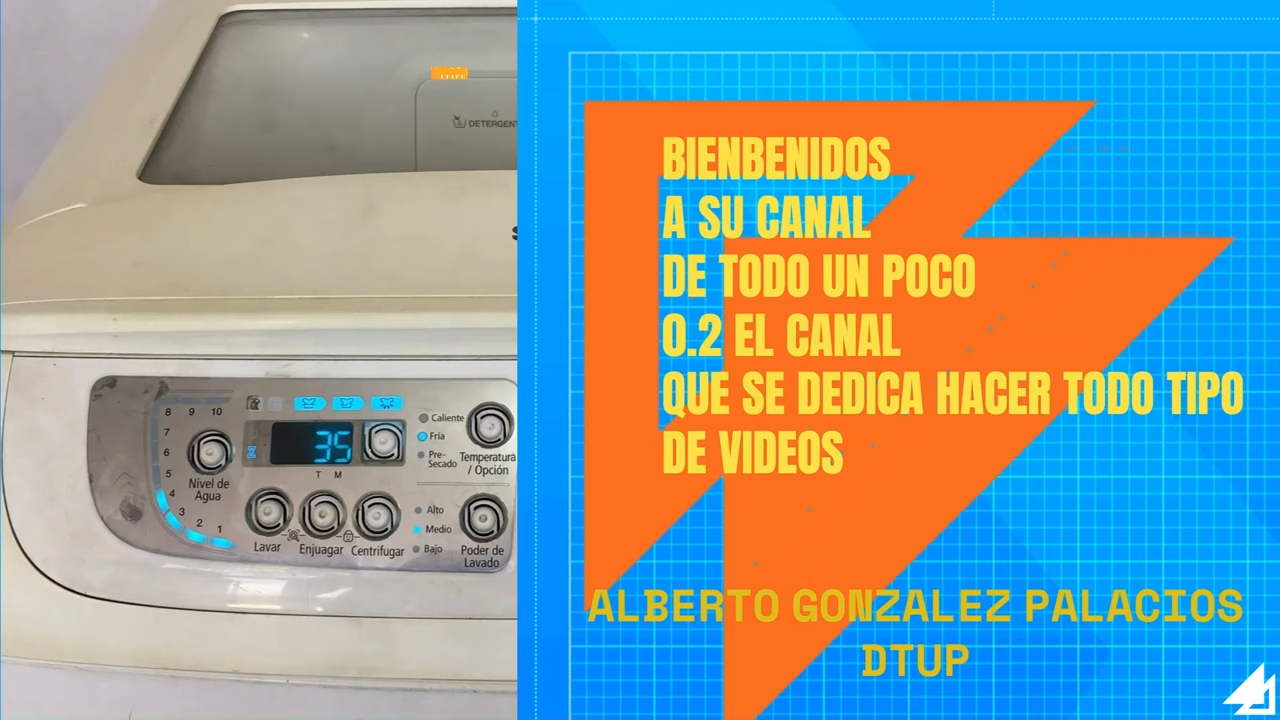 DETERGENT
8 9 10
7
6
5
4
3
2
1
Nivel de
Agua
35
T M
Caliente
Fría
Pre-
Secado
Temperatura
/ Opción
Lavar
Enjuagar
Centrifugar
Alto
Medio
Bajo
Poder de
Lavado
BIENBENIDOS
A SU CANAL
DE TODO UN POCO
0.2 EL CANAL
QUE SE DEDICA HACER TODO TIPO
DE VIDEOS
ALBERTO GONZALEZ PALACIOS
DTUP